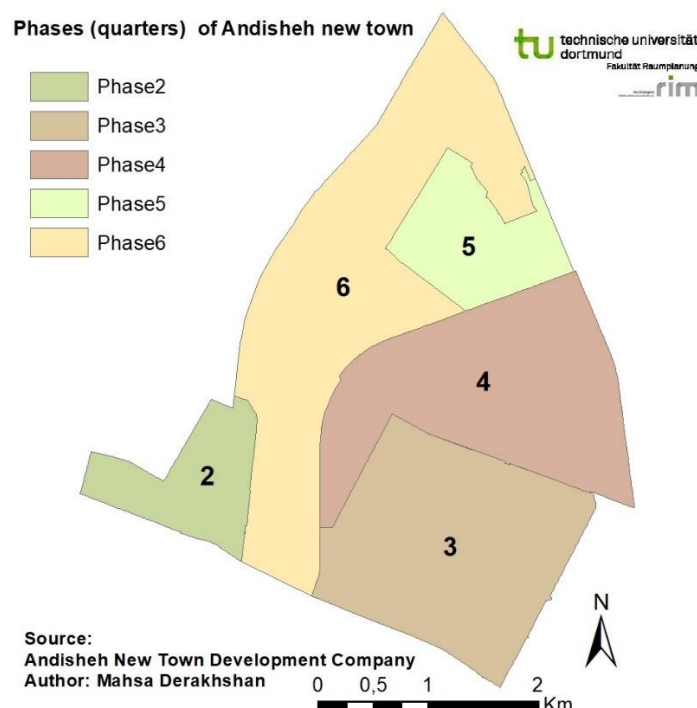 Phases (quarters) of Andisheh new town
technische universität
dortmund
Fakultät Raumplanung
rim
Phase2
Phase3
Phase4
Phase5
Phase6
5
6
4
2
3
N
Source:
Andisheh New Town Development Company
Author: Mahsa Derakhshan
0 0,5 1 2
Km